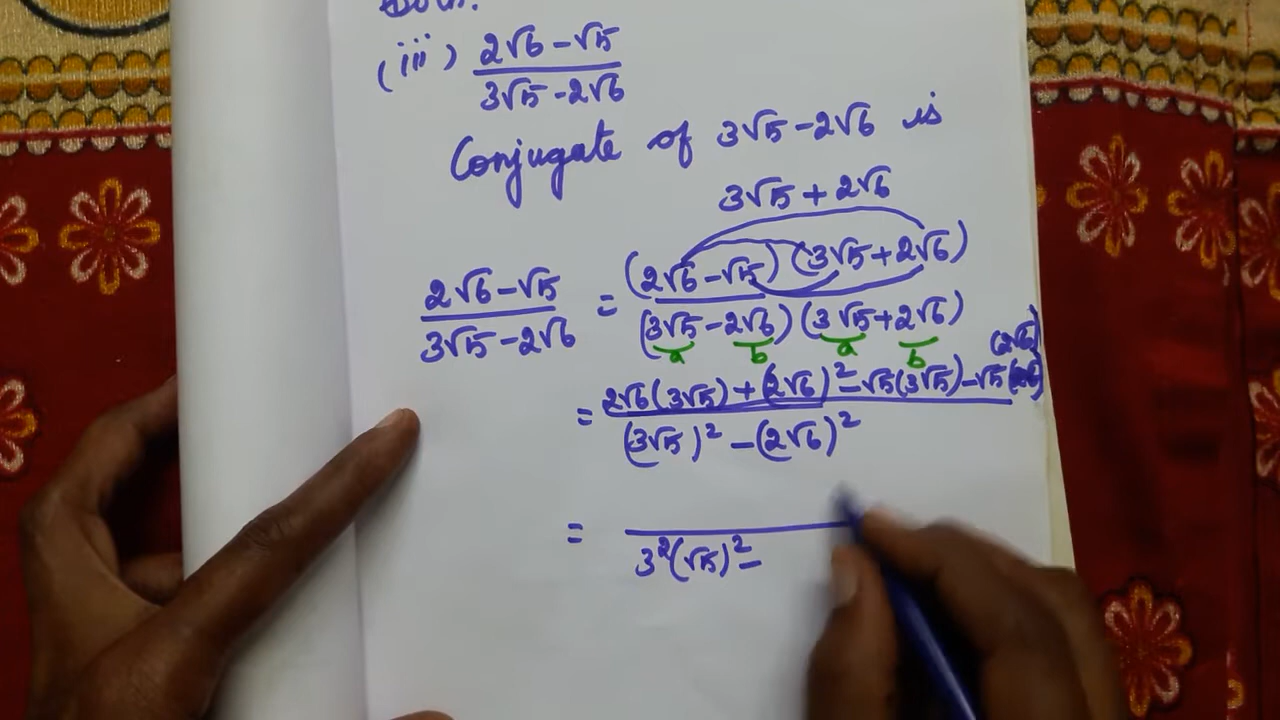 Soln:
(iii) (2√6 - √5)/(3√5 - 2√6)
Conjugate of 3√5 - 2√6 is
3√5 + 2√6
(2√6 - √5)/(3√5 - 2√6) = (2√6 - √5)(3√5 + 2√6)/(3√5 - 2√6)(3√5 + 2√6)
a b a b
= 2√6(3√5) + (2√6)² - √5(3√5) - √5(2√6)/(3√5)² - (2√6)²
= /3²(√5)² -